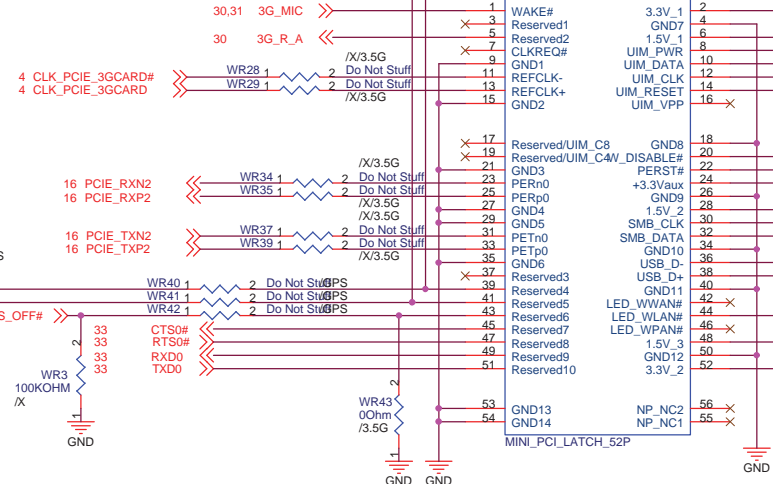 30,31 3G_MIC 1 WAKE# 3.3V_1 2
3 Reserved1 GND7 4
30 3G_R_A 5 Reserved2 1.5V_1 6
7 CLKREQ# UIM_PWR 8
/X/3.5G 9 GND1 UIM_DATA 10
4 CLK_PCIE_3GCARD# WR28 1 2 Do Not Stuff 11 REFCLK- UIM_CLK 12
4 CLK_PCIE_3GCARD WR29 1 2 Do Not Stuff 13 REFCLK+ UIM_RESET 14
/X/3.5G 15 GND2 UIM_VPP 16
17 Reserved/UIM_C8 GND8 18
19 Reserved/UIM_C4 W_DISABLE# 20
/X/3.5G 21 GND3 PERST# 22
16 PCIE_RXN2 WR34 1 2 Do Not Stuff 23 PERn0 +3.3Vaux 24
16 PCIE_RXP2 WR35 1 2 Do Not Stuff 25 PERp0 GND9 26
/X/3.5G 27 GND4 1.5V_2 28
/X/3.5G 29 GND5 SMB_CLK 30
16 PCIE_TXN2 WR37 1 2 Do Not Stuff 31 PETn0 SMB_DATA 32
16 PCIE_TXP2 WR39 1 2 Do Not Stuff 33 PETp0 GND10 34
/X/3.5G 35 GND6 USB_D- 36
S
37 Reserved3 USB_D+ 38
WR40 1 2 Do Not Stuff /GPS 39 Reserved4 GND11 40
WR41 1 2 Do Not Stuff /GPS 41 Reserved5 LED_WWAN# 42
S_OFF# WR42 1 2 Do Not Stuff /GPS 43 Reserved6 LED_WLAN# 44
33 CTS0# 45 Reserved7 LED_WPAN# 46
33 RTS0# 47 Reserved8 1.5V_3 48
33 RXD0 49 Reserved9 GND12 50
33 TXD0 51 Reserved10 3.3V_2 52
2
WR3
100KOHM
/X
1
GND
2
WR43
0Ohm
/3.5G
1
GND
GND
53 GND13 NP_NC2 56
54 GND14 NP_NC1 55
MINI_PCI_LATCH_52P
GND